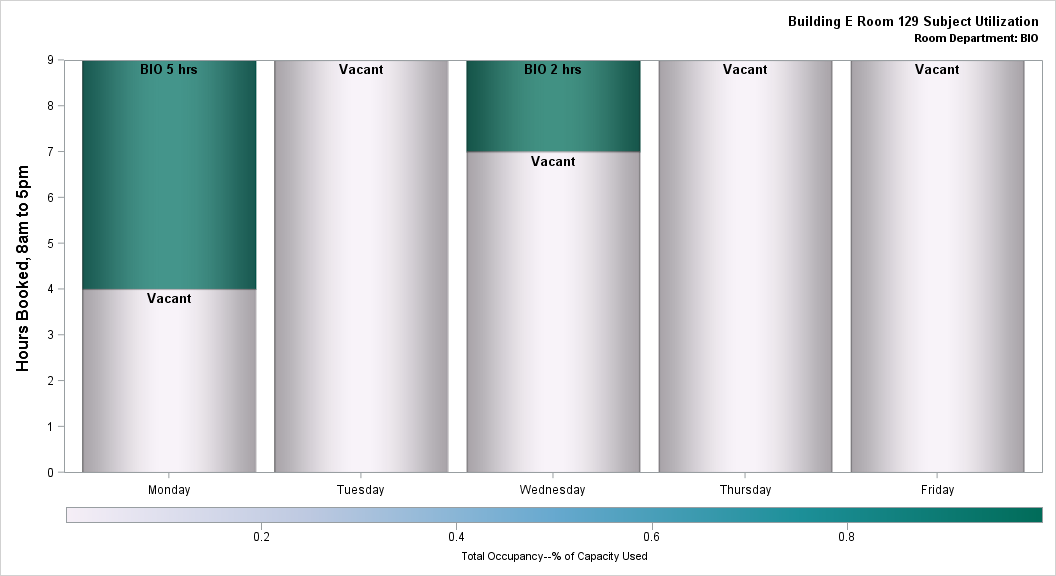 Building E Room 129 Subject Utilization
Room Department: BIO
Hours Booked, 8am to 5pm
9
8
7
6
5
4
3
2
1
0
BIO 5 hrs
Vacant
Vacant
BIO 2 hrs
Vacant
Vacant
Vacant
Monday Tuesday Wednesday Thursday Friday
0.2 0.4 0.6 0.8
Total Occupancy--% of Capacity Used